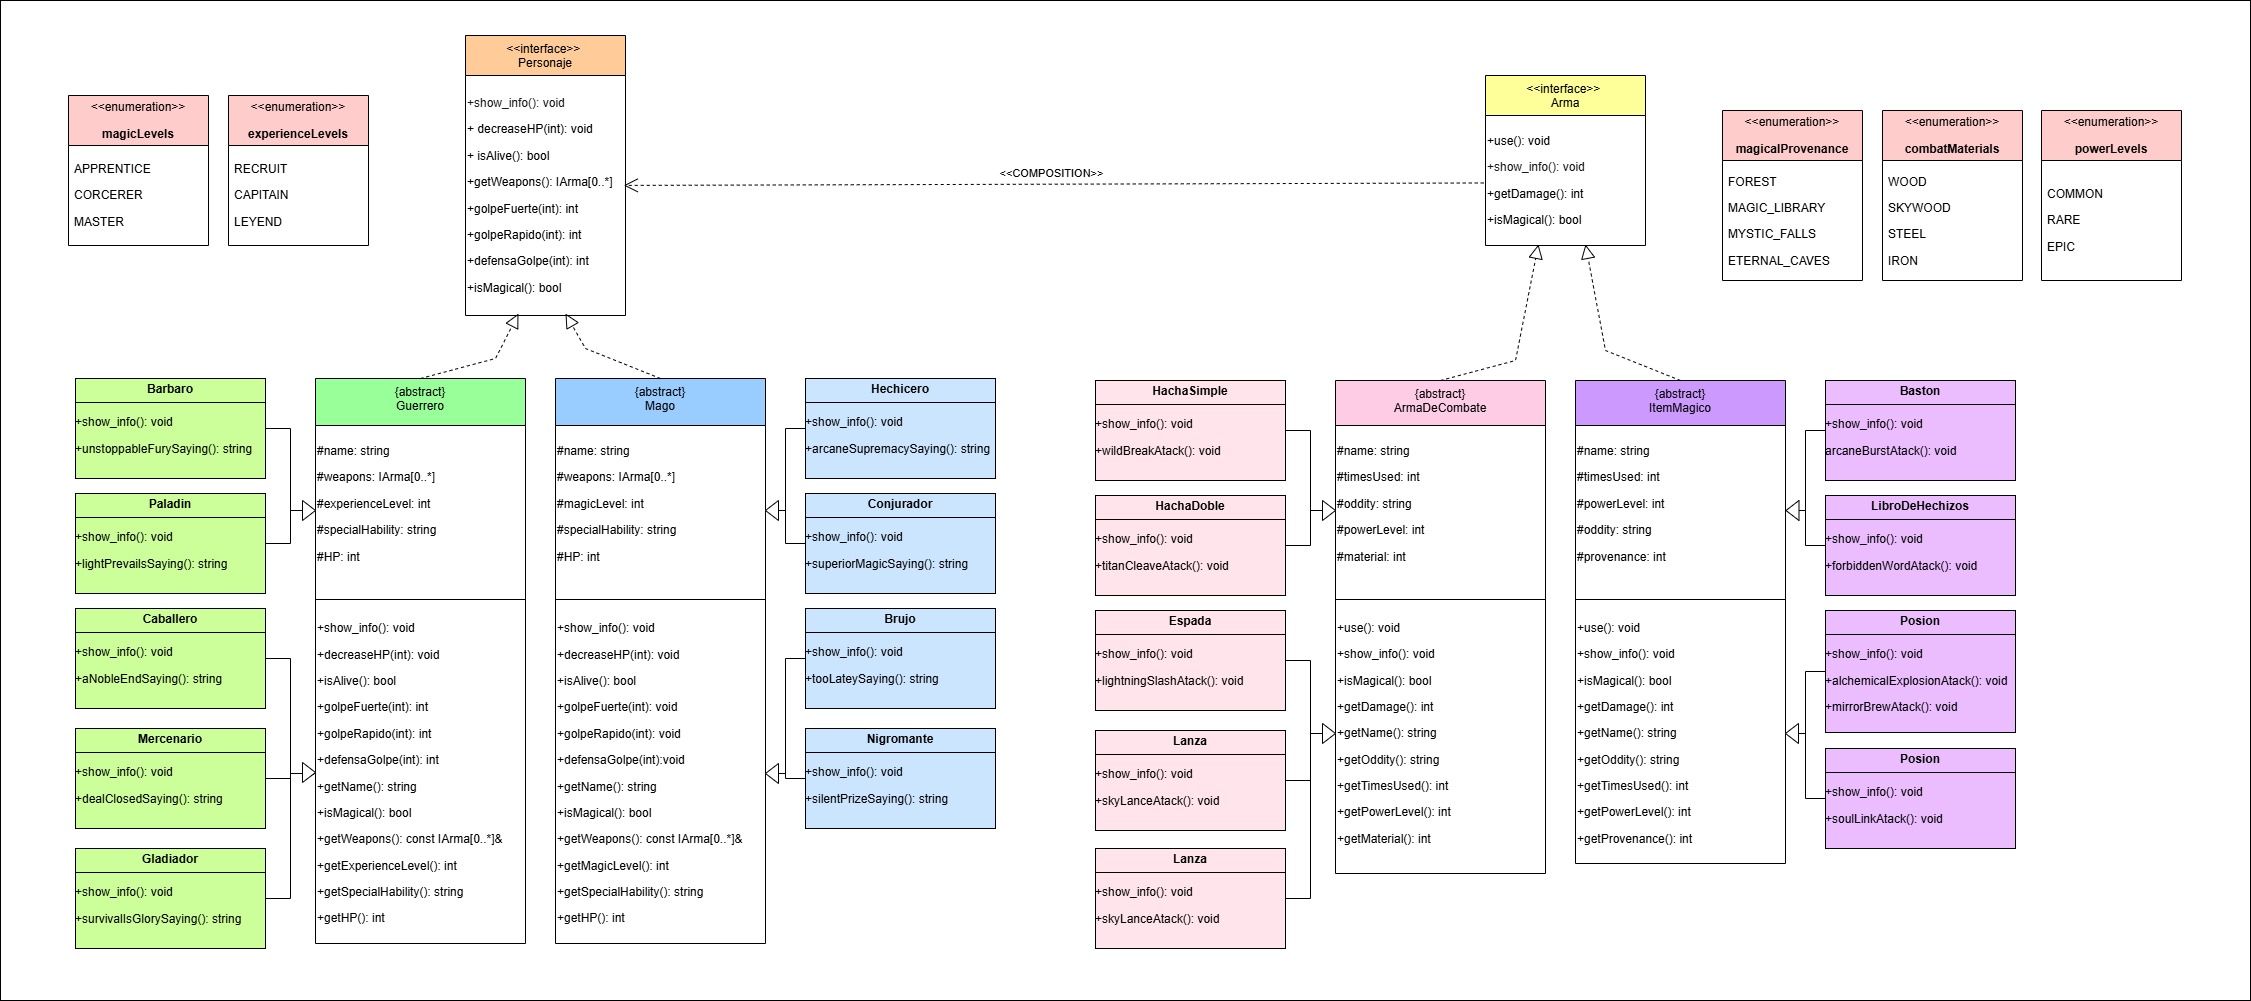 <<interface>>
Personaje
+show_info(): void
+ decreaseHP(int): void
+ isAlive(): bool
+getWeapons(): IArma[0..*]
+golpeFuerte(int): int
+golpeRapido(int): int
+defensaGolpe(int): int
+isMagical(): bool
<<enumeration>>
magicLevels
APPRENTICE
CORCERER
MASTER
<<enumeration>>
experienceLevels
RECRUIT
CAPITAIN
LEYEND
<<COMPOSITION>>
<<interface>>
Arma
+use(): void
+show_info(): void
+getDamage(): int
+isMagical(): bool
<<enumeration>>
magicalProvenance
FOREST
MAGIC_LIBRARY
MYSTIC_FALLS
ETERNAL_CAVES
<<enumeration>>
combatMaterials
WOOD
SKYWOOD
STEEL
IRON
<<enumeration>>
powerLevels
COMMON
RARE
EPIC
Barbaro
+show_info(): void
+unstoppableFurySaying(): string
Paladin
+show_info(): void
+lightPrevailsSaying(): string
Caballero
+show_info(): void
+aNobleEndSaying(): string
Mercenario
+show_info(): void
+dealClosedSaying(): string
Gladiador
+show_info(): void
+survivalIsGlorySaying(): string
{abstract}
Guerrero
#name: string
#weapons: IArma[0..*]
#experienceLevel: int
#specialHability: string
#HP: int
+show_info(): void
+decreaseHP(int): void
+isAlive(): bool
+golpeFuerte(int): int
+golpeRapido(int): int
+defensaGolpe(int): int
+getName(): string
+isMagical(): bool
+getWeapons(): const IArma[0..*]&
+getExperienceLevel(): int
+getSpecialHability(): string
+getHP(): int
{abstract}
Mago
#name: string
#weapons: IArma[0..*]
#magicLevel: int
#specialHability: string
#HP: int
+show_info(): void
+decreaseHP(int): void
+isAlive(): bool
+golpeFuerte(int): void
+golpeRapido(int): void
+defensaGolpe(int):void
+getName(): string
+isMagical(): bool
+getWeapons(): const IArma[0..*]&
+getMagicLevel(): int
+getSpecialHability(): string
+getHP(): int
Hechicero
+show_info(): void
+arcaneSupremacySaying(): string
Conjurador
+show_info(): void
+superiorMagicSaying(): string
Brujo
+show_info(): void
+tooLateySaying(): string
Nigromante
+show_info(): void
+silentPrizeSaying(): string
HachaSimple
+show_info(): void
+wildBreakAtack(): void
HachaDoble
+show_info(): void
+titanCleaveAtack(): void
Espada
+show_info(): void
+lightningSlashAtack(): void
Lanza
+show_info(): void
+skyLanceAtack(): void
Lanza
+show_info(): void
+skyLanceAtack(): void
{abstract}
ArmaDeCombate
#name: string
#timesUsed: int
#oddity: string
#powerLevel: int
#material: int
+use(): void
+show_info(): void
+isMagical(): bool
+getDamage(): int
+getName(): string
+getOddity(): string
+getTimesUsed(): int
+getPowerLevel(): int
+getMaterial(): int
{abstract}
ItemMagico
#name: string
#timesUsed: int
#powerLevel: int
#oddity: string
#provenance: int
+use(): void
+show_info(): void
+isMagical(): bool
+getDamage(): int
+getName(): string
+getOddity(): string
+getTimesUsed(): int
+getPowerLevel(): int
+getProvenance(): int
Baston
+show_info(): void
arcaneBurstAtack(): void
LibroDeHechizos
+show_info(): void
+forbiddenWordAtack(): void
Posion
+show_info(): void
+alchemicalExplosionAtack(): void
+mirrorBrewAtack(): void
Posion
+show_info(): void
+soulLinkAtack(): void